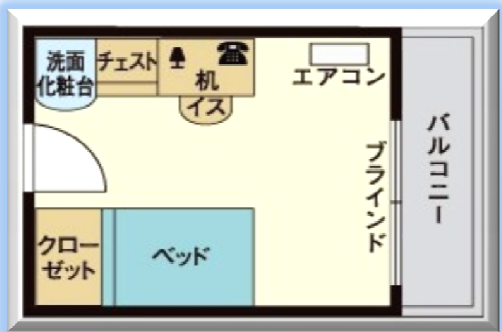 洗面
化粧台
チェスト
机
イス
エアコン
ブラインド
バルコニー
クロー
ゼット
ベッド